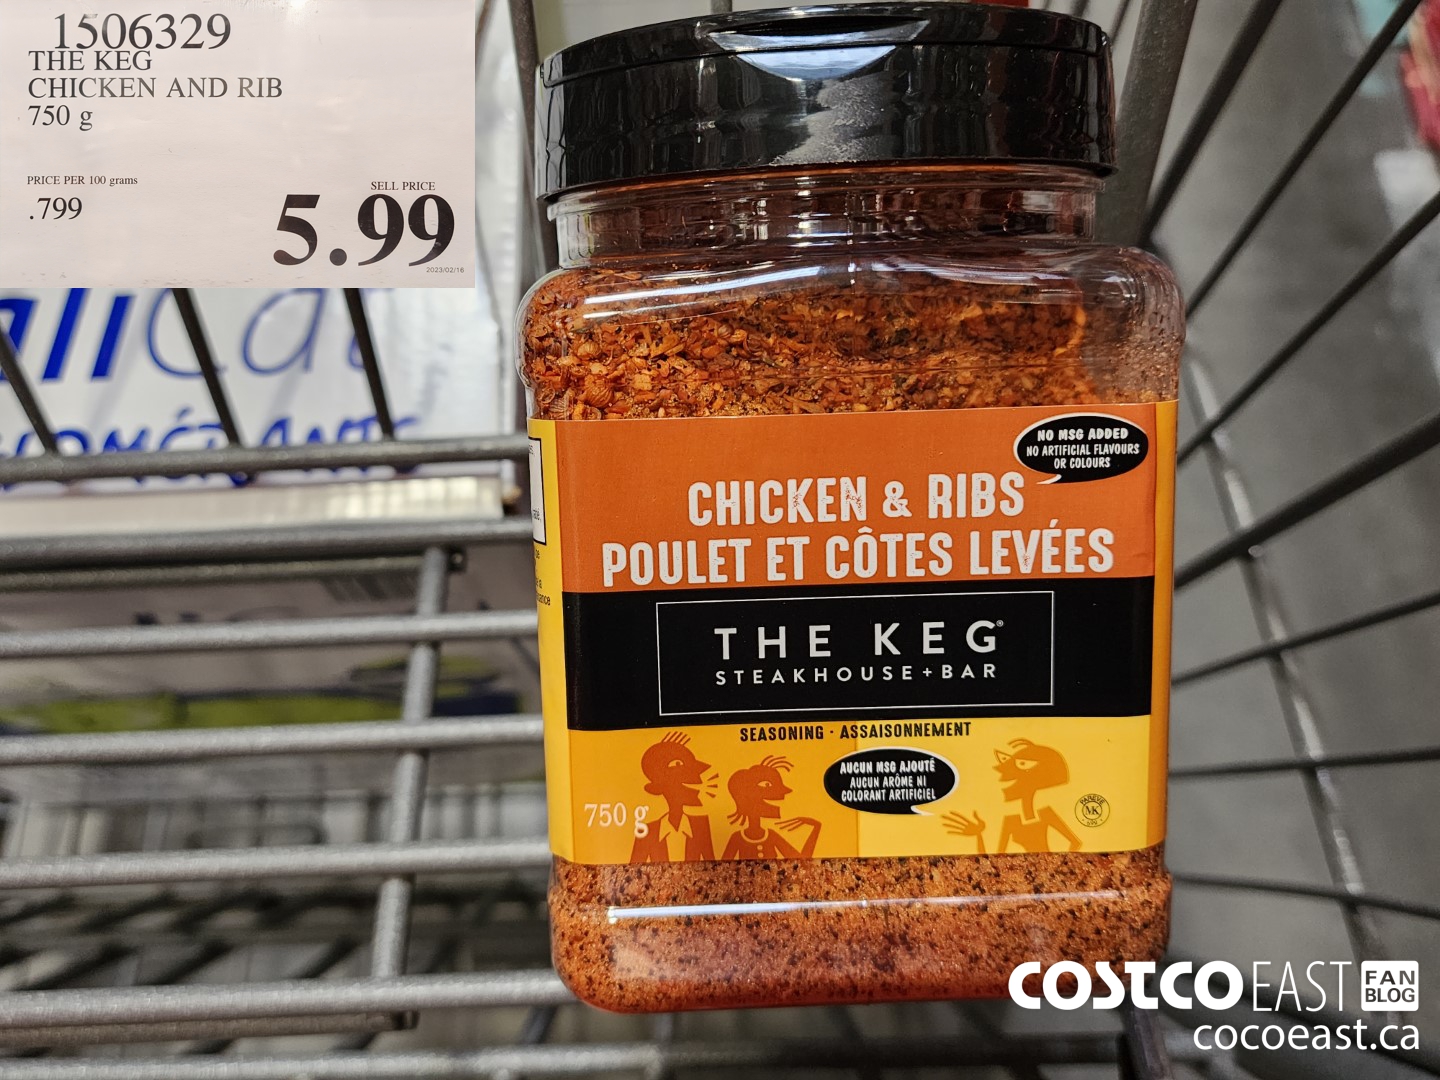 1506329
THE KEG
CHICKEN AND RIB
750 g
PRICE PER 100 grams
.799
SELL PRICE
5.99
2023/02/16
NO MSG ADDED
NO ARTIFICIAL FLAVOURS
OR COLOURS
CHICKEN & RIBS
POULET ET CÔTES LEVÉES
THE KEG®
STEAKHOUSE+BAR
SEASONING · ASSAISONNEMENT
AUCUN MSG AJOUTÉ
AUCUN ARÔME NI
COLORANT ARTIFICIEL
750 g
PAREVE
MK
COSTCO EAST FAN BLOG
cocoeast.ca